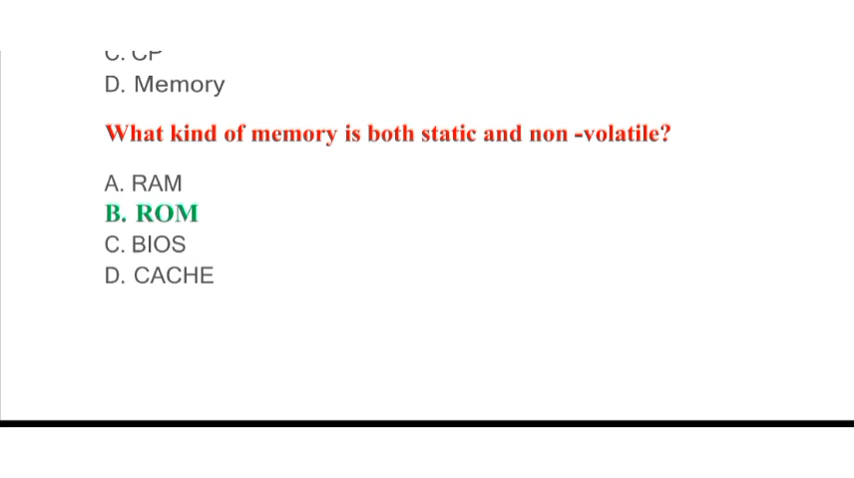 D. Memory
What kind of memory is both static and non -volatile?
A. RAM
B. ROM
C. BIOS
D. CACHE